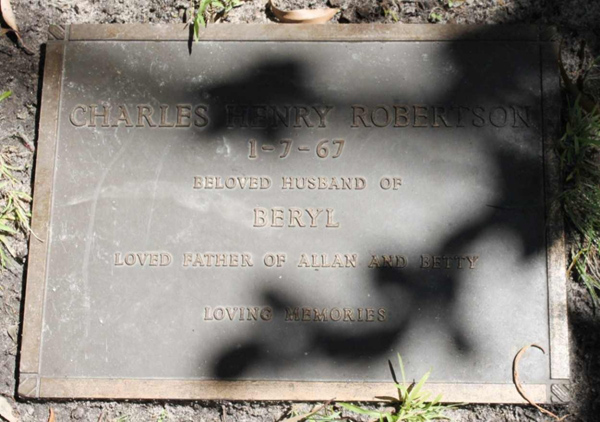 CHARLES HENRY ROBERTSON
1-7-67
BELOVED HUSBAND OF
BERYL
LOVED FATHER OF ALLAN AND BETTY
LOVING MEMORIES